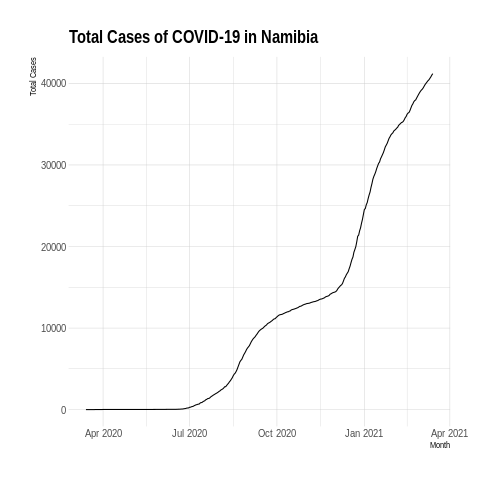 Total Cases of COVID-19 in Namibia
Total Cases
40000
30000
20000
10000
0
Apr 2020 Jul 2020 Oct 2020 Jan 2021 Apr 2021
Month